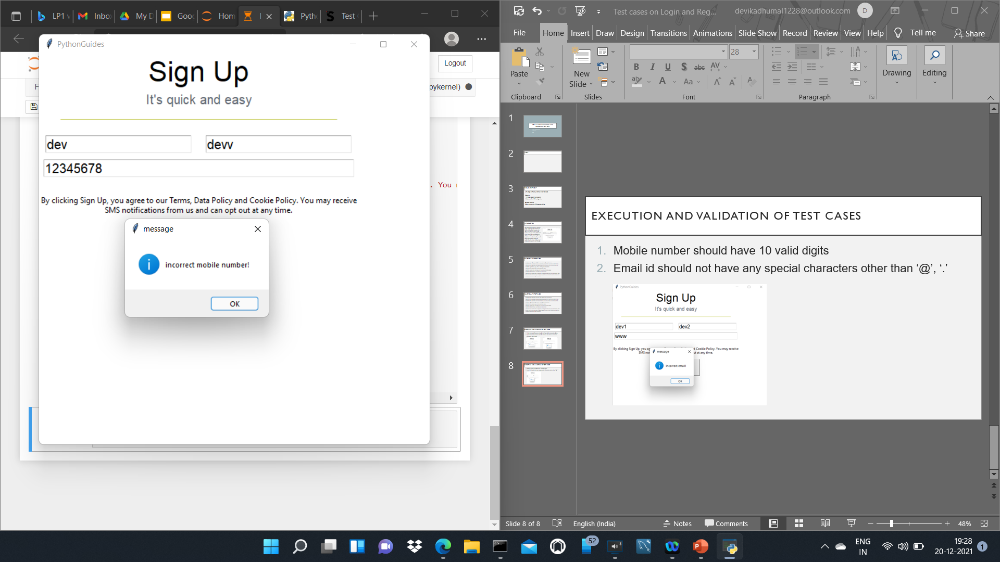 LP1
Inbo
My D
Goo
Hom
Pyth
Test
PythonGuides
Sign Up
It's quick and easy
dev
devv
12345678
By clicking Sign Up, you agree to our Terms, Data Policy and Cookie Policy. You may receive
SMS notifications from us and can opt out at any time.
message
incorrect mobile number!
OK
Logout
pykernel)
. You
Test cases on Login and Reg...
devikadhumal1228@outlook.com
D
File
Home
Insert
Draw
Design
Transitions
Animations
Slide Show
Record
Review
View
Help
Tell me
Share
Paste
New
Slide
28
Drawing
Editing
Clipboard
Slides
Font
Paragraph
1
2
3
4
5
6
7
8
EXECUTION AND VALIDATION OF TEST CASES
1. Mobile number should have 10 valid digits
2. Email id should not have any special characters other than ‘@’, ‘.’
PythonGuides
Sign Up
It's quick and easy
dev1
dev2
www
By clicking Sign Up, you ag
d Cookie Policy. You may receive
SMS not
ut at any time.
message
incorrect email!
OK
Slide 8 of 8
English (India)
Notes
Comments
48%
52
ENG
IN
19:28
20-12-2021
1